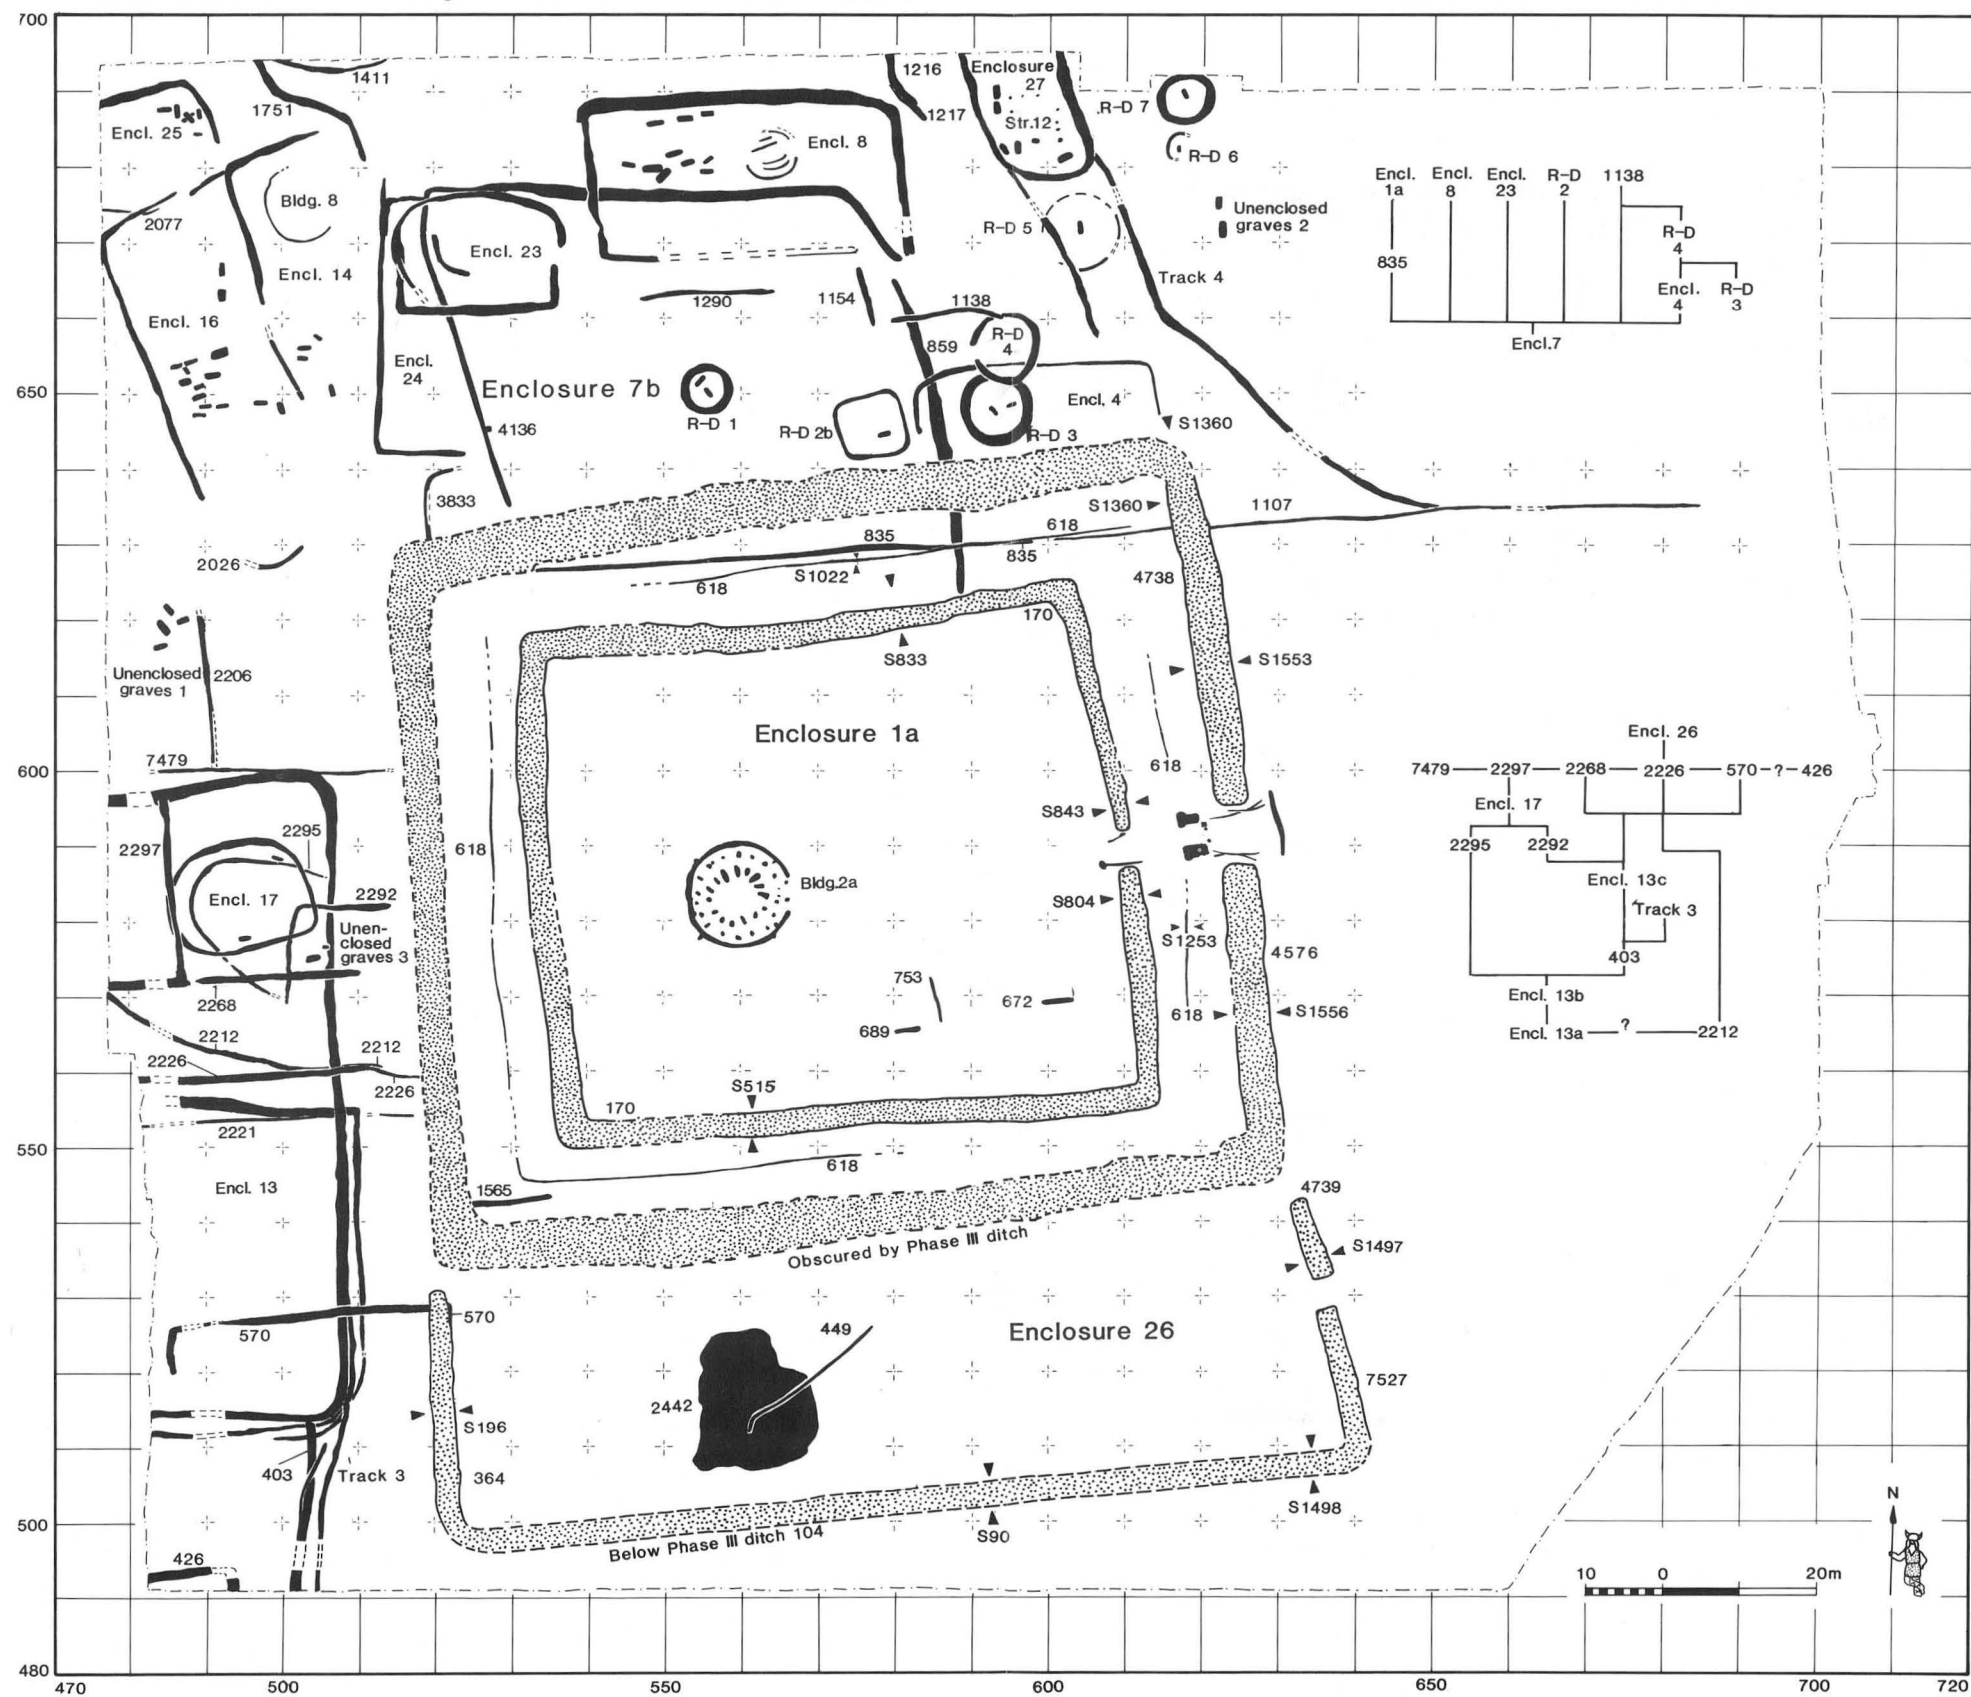 700
1411
1216
Enclosure
27
1751
1217
R-D 7
Encl. 25
Str.12
Encl. 8
R-D 6
Encl.
1a
Encl.
8
Encl.
23
R-D
2
1138
Bldg. 8
2077
Unenclosed
graves 2
R-D 5
R-D
4
Encl. 23
Encl. 14
835
Track 4
Encl.
4
R-D
3
1290
1154
1138
Encl. 16
R-D
4
859
Encl.7
Encl.
24
650
Enclosure 7b
Encl. 4
R-D 1
4136
R-D 2b
R-D 3
S1360
3833
S1360
1107
618
835
835
2026
S1022
618
4738
170
S833
S1553
Unenclosed
graves 1
2206
Enclosure 1a
Encl. 26
7479
600
618
7479
2297
2268
2226
570
?
426
Encl. 17
S843
2295
2297
618
2295
2292
Bldg.2a
Encl. 13c
Encl. 17
2292
S804
Track 3
Unen-
closed
graves 3
S1253
4576
403
753
2268
672
618
S1556
Encl. 13b
689
2212
2212
Encl. 13a
?
2212
2226
2226
S515
170
2221
550
618
Encl. 13
1565
4739
Obscured by Phase III ditch
S1497
570
570
449
Enclosure 26
2442
7527
S196
403
Track 3
364
S1498
500
Below Phase III ditch 104
S90
N
426
10
0
20m
480
470
500
550
600
650
700
720